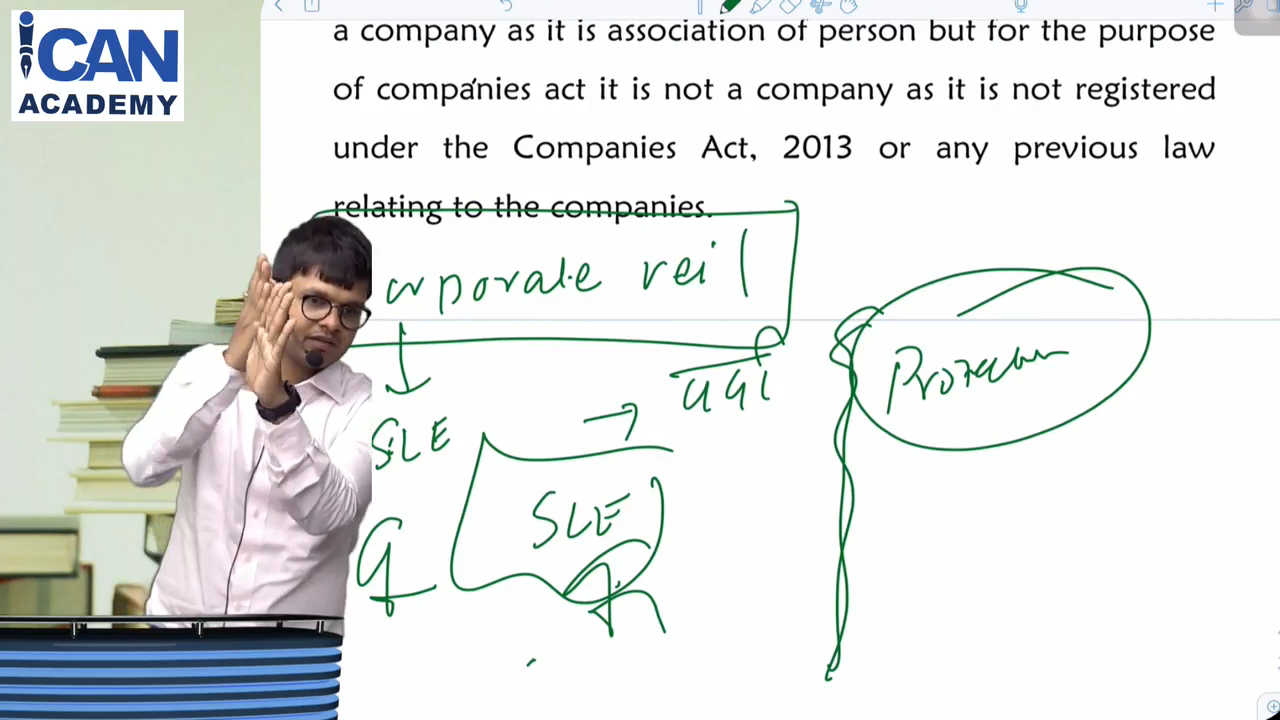 iCAN
ACADEMY
a company as it is association of person but for the purpose
of companies act it is not a company as it is not registered
under the Companies Act, 2013 or any previous law
relating to the companies.
orporate veil
SLE
SLE